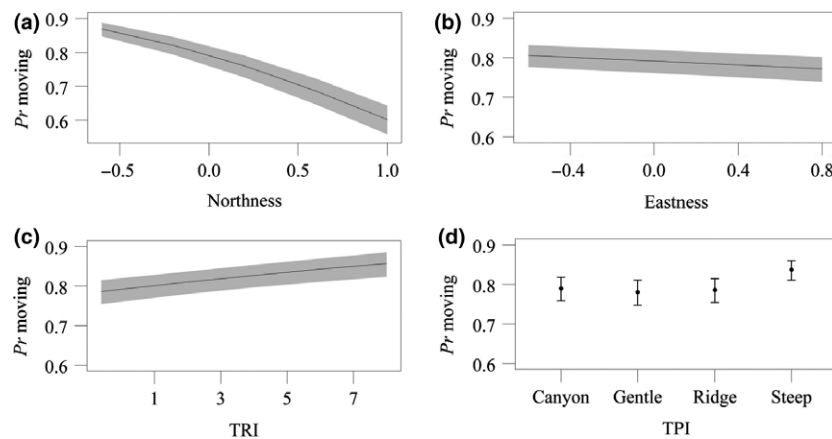 (a)
Pr moving
0.9
0.8
0.7
0.6
−0.5 0.0 0.5 1.0
Northness
(b)
Pr moving
0.9
0.8
0.7
0.6
−0.4 0.0 0.4 0.8
Eastness
(c)
Pr moving
0.9
0.8
0.7
0.6
1 3 5 7
TRI
(d)
Pr moving
0.9
0.8
0.7
0.6
Canyon Gentle Ridge Steep
TPI